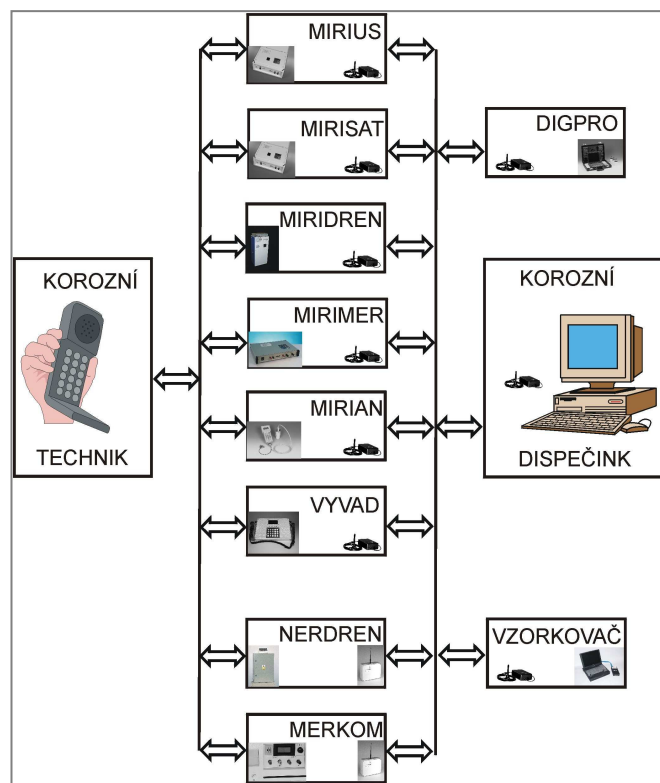 MIRIUS
MIRISAT
DIGPRO
MIRIDREN
KOROZNÍ
TECHNIK
MIRIMER
KOROZNÍ
DISPEČINK
MIRIAN
VYVAD
NERDREN
VZORKOVAČ
MERKOM